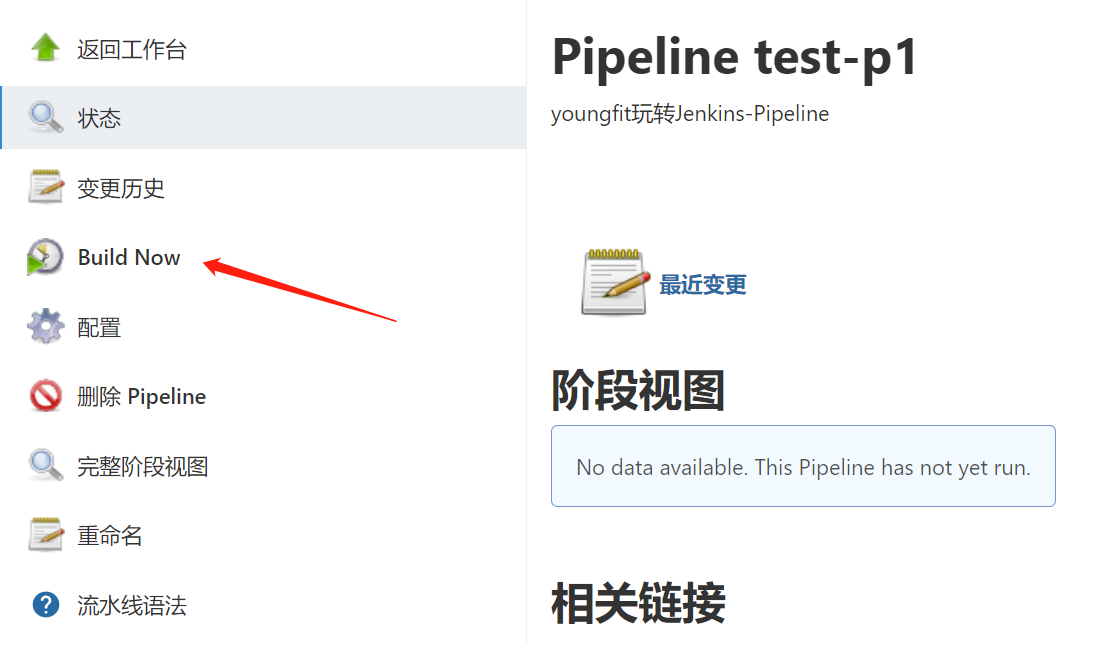 返回工作台
状态
变更历史
Build Now
配置
删除 Pipeline
完整阶段视图
重命名
流水线语法
Pipeline test-p1
youngfit玩转Jenkins-Pipeline
最近变更
阶段视图
No data available. This Pipeline has not yet run.
相关链接